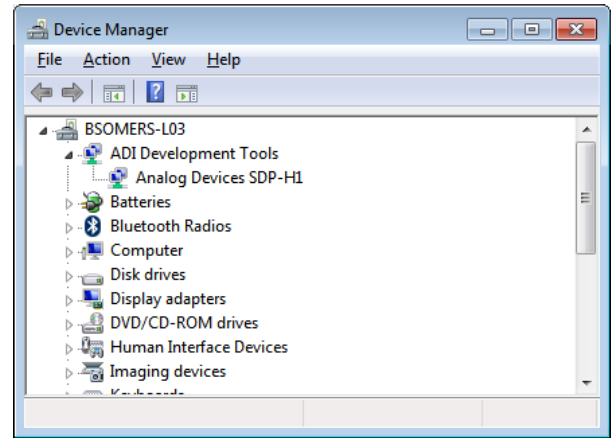 Device Manager
File Action View Help
BSOMERS-L03
ADI Development Tools
Analog Devices SDP-H1
Batteries
Bluetooth Radios
Computer
Disk drives
Display adapters
DVD/CD-ROM drives
Human Interface Devices
Imaging devices
Keyboards